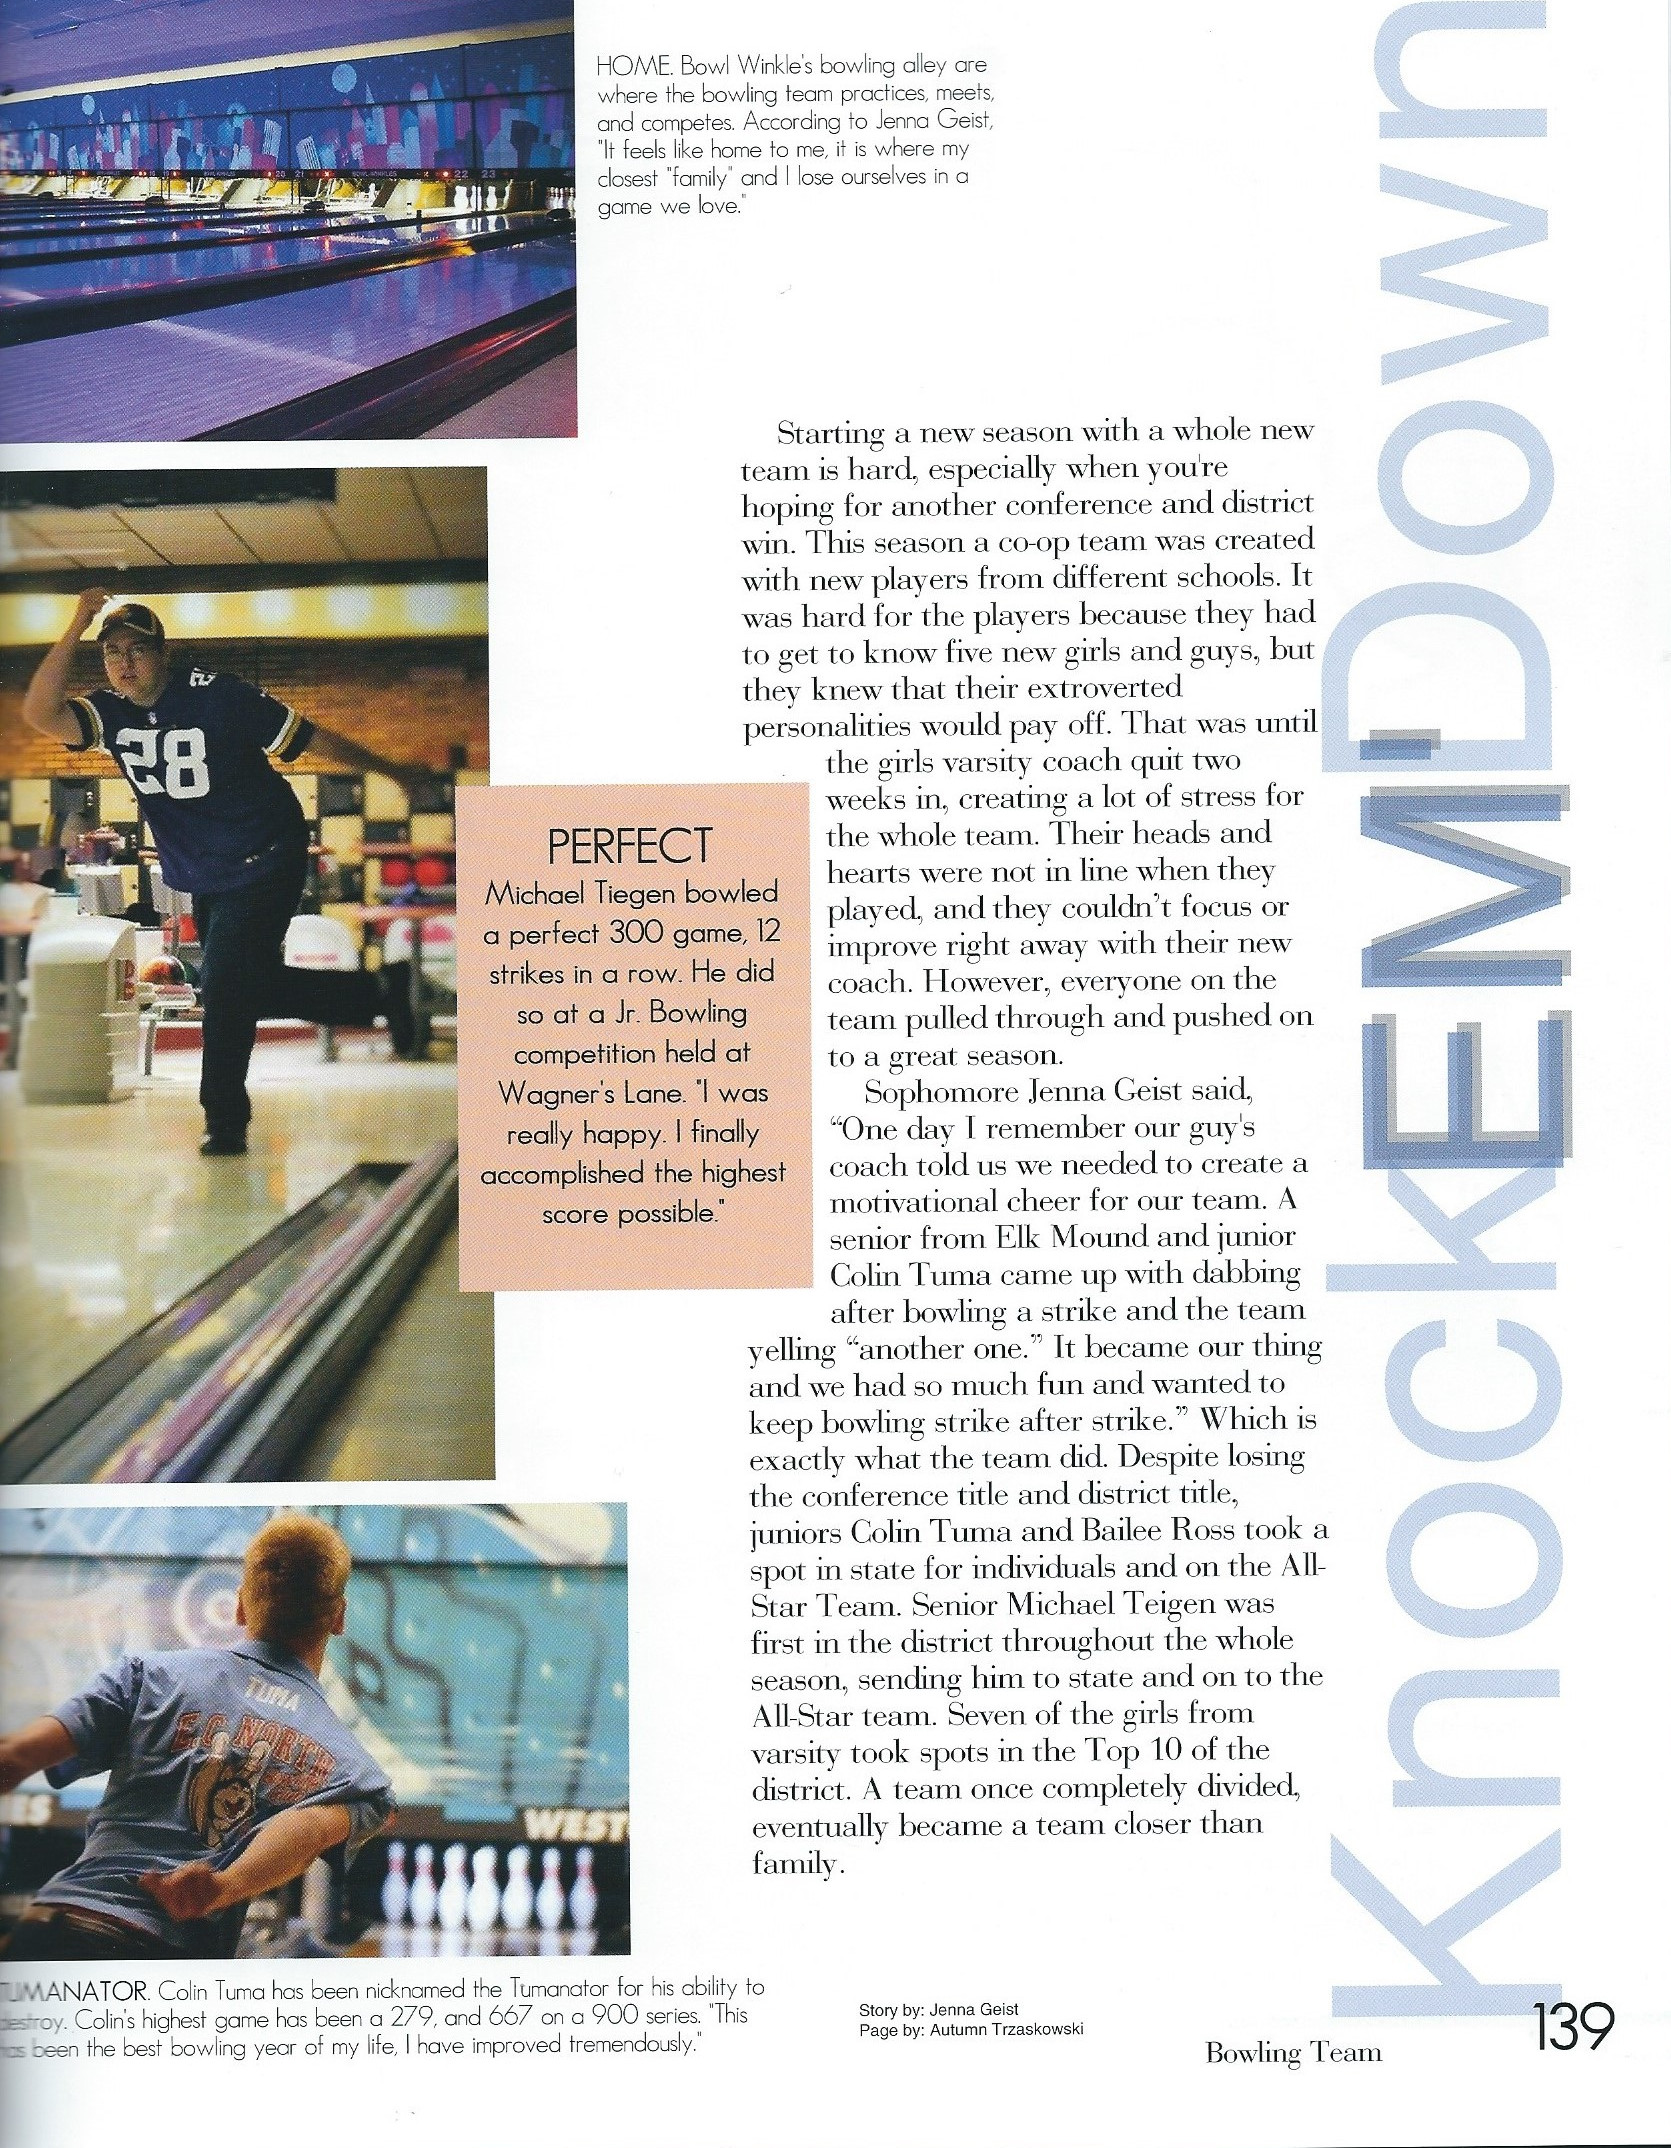 HOME. Bowl Winkle's bowling alley are
where the bowling team practices, meets,
and competes. According to Jenna Geist,
"It feels like home to me, it is where my
closest "family" and I lose ourselves in a
game we love."
Starting a new season with a whole new
team is hard, especially when you're
hoping for another conference and district
win. This season a co-op team was created
with new players from different schools. It
was hard for the players because they had
to get to know five new girls and guys, but
they knew that their extroverted
personalities would pay off. That was until
the girls varsity coach quit two
weeks in, creating a lot of stress for
the whole team. Their heads and
hearts were not in line when they
played, and they couldn't focus or
improve right away with their new
coach. However, everyone on the
team pulled through and pushed on
to a great season.
Sophomore Jenna Geist said,
"One day I remember our guy's
coach told us we needed to create a
motivational cheer for our team. A
senior from Elk Mound and junior
Colin Tuma came up with dabbing
after bowling a strike and the team
yelling "another one." It became our thing
and we had so much fun and wanted to
keep bowling strike after strike." Which is
exactly what the team did. Despite losing
the conference title and district title,
juniors Colin Tuma and Bailee Ross took a
spot in state for individuals and on the All-
Star Team. Senior Michael Teigen was
first in the district throughout the whole
season, sending him to state and on to the
All-Star team. Seven of the girls from
varsity took spots in the Top 10 of the
district. A team once completely divided,
eventually became a team closer than
family.
PERFECT
Michael Tiegen bowled
a perfect 300 game, 12
strikes in a row. He did
so at a Jr. Bowling
competition held at
Wagner's Lane. "I was
really happy. I finally
accomplished the highest
score possible."
28
TUMA
E.C. NORTH
WEST
TUMANATOR. Colin Tuma has been nicknamed the Tumanator for his ability to
destroy. Colin's highest game has been a 279, and 667 on a 900 series. "This
has been the best bowling year of my life, I have improved tremendously."
Story by: Jenna Geist
Page by: Autumn Trzaskowski
Bowling Team
139
KnockEM'Down